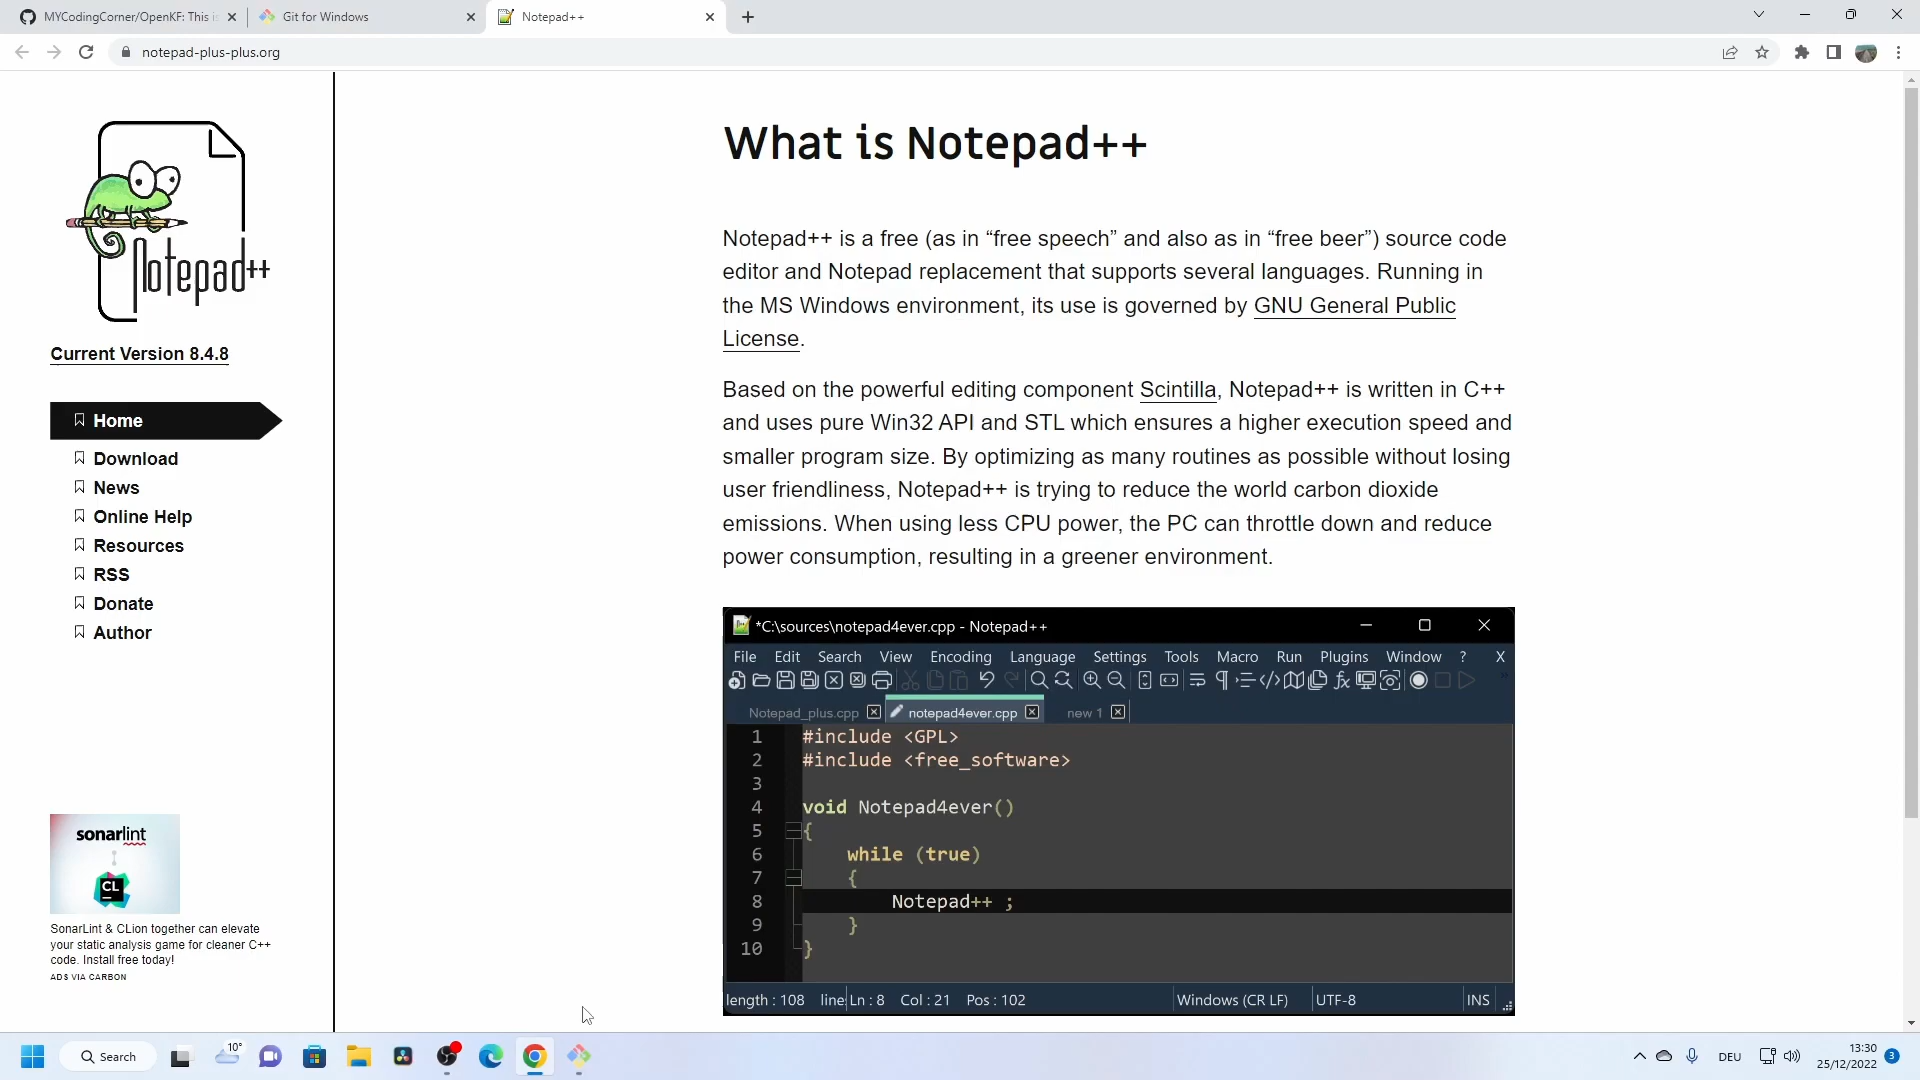 MYCodingCorner/OpenKF: This is
Git for Windows
Notepad++
notepad-plus-plus.org
Notepad++
Current Version 8.4.8
Home
Download
News
Online Help
Resources
RSS
Donate
Author
sonarlint
CL
SonarLint & CLion together can elevate
your static analysis game for cleaner C++
code. Install free today!
ADS VIA CARBON
What is Notepad++
Notepad++ is a free (as in “free speech” and also as in “free beer”) source code
editor and Notepad replacement that supports several languages. Running in
the MS Windows environment, its use is governed by GNU General Public
License.
Based on the powerful editing component Scintilla, Notepad++ is written in C++
and uses pure Win32 API and STL which ensures a higher execution speed and
smaller program size. By optimizing as many routines as possible without losing
user friendliness, Notepad++ is trying to reduce the world carbon dioxide
emissions. When using less CPU power, the PC can throttle down and reduce
power consumption, resulting in a greener environment.
*C:\sources\notepad4ever.cpp - Notepad++
File Edit Search View Encoding Language Settings Tools Macro Run Plugins Window ? X
Notepad_plus.cpp notepad4ever.cpp new 1
1 #include <GPL>
2 #include <free_software>
3
4 void Notepad4ever()
5 {
6 while (true)
7 {
8 Notepad++ ;
9 }
10 }
length : 108 line Ln : 8 Col : 21 Pos : 102 Windows (CR LF) UTF-8 INS
Search
10°
DEU
13:30
25/12/2022
3